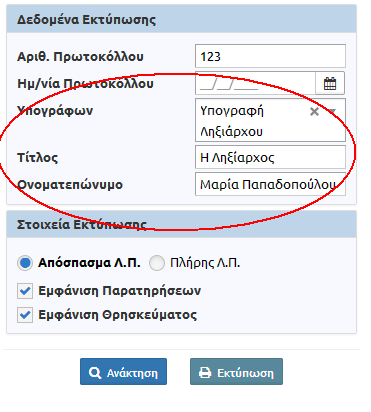 Δεδομένα Εκτύπωσης
Αριθ. Πρωτοκόλλου 123
Ημ/νία Πρωτοκόλλου __/__/____
Υπογράφων Υπογραφή
Ληξιάρχου
Τίτλος Η Ληξίαρχος
Ονοματεπώνυμο Μαρία Παπαδοπούλου
Στοιχεία Εκτύπωσης
Απόσπασμα Λ.Π. Πλήρης Λ.Π.
Εμφάνιση Παρατηρήσεων
Εμφάνιση Θρησκεύματος
Ανάκτηση Εκτύπωση